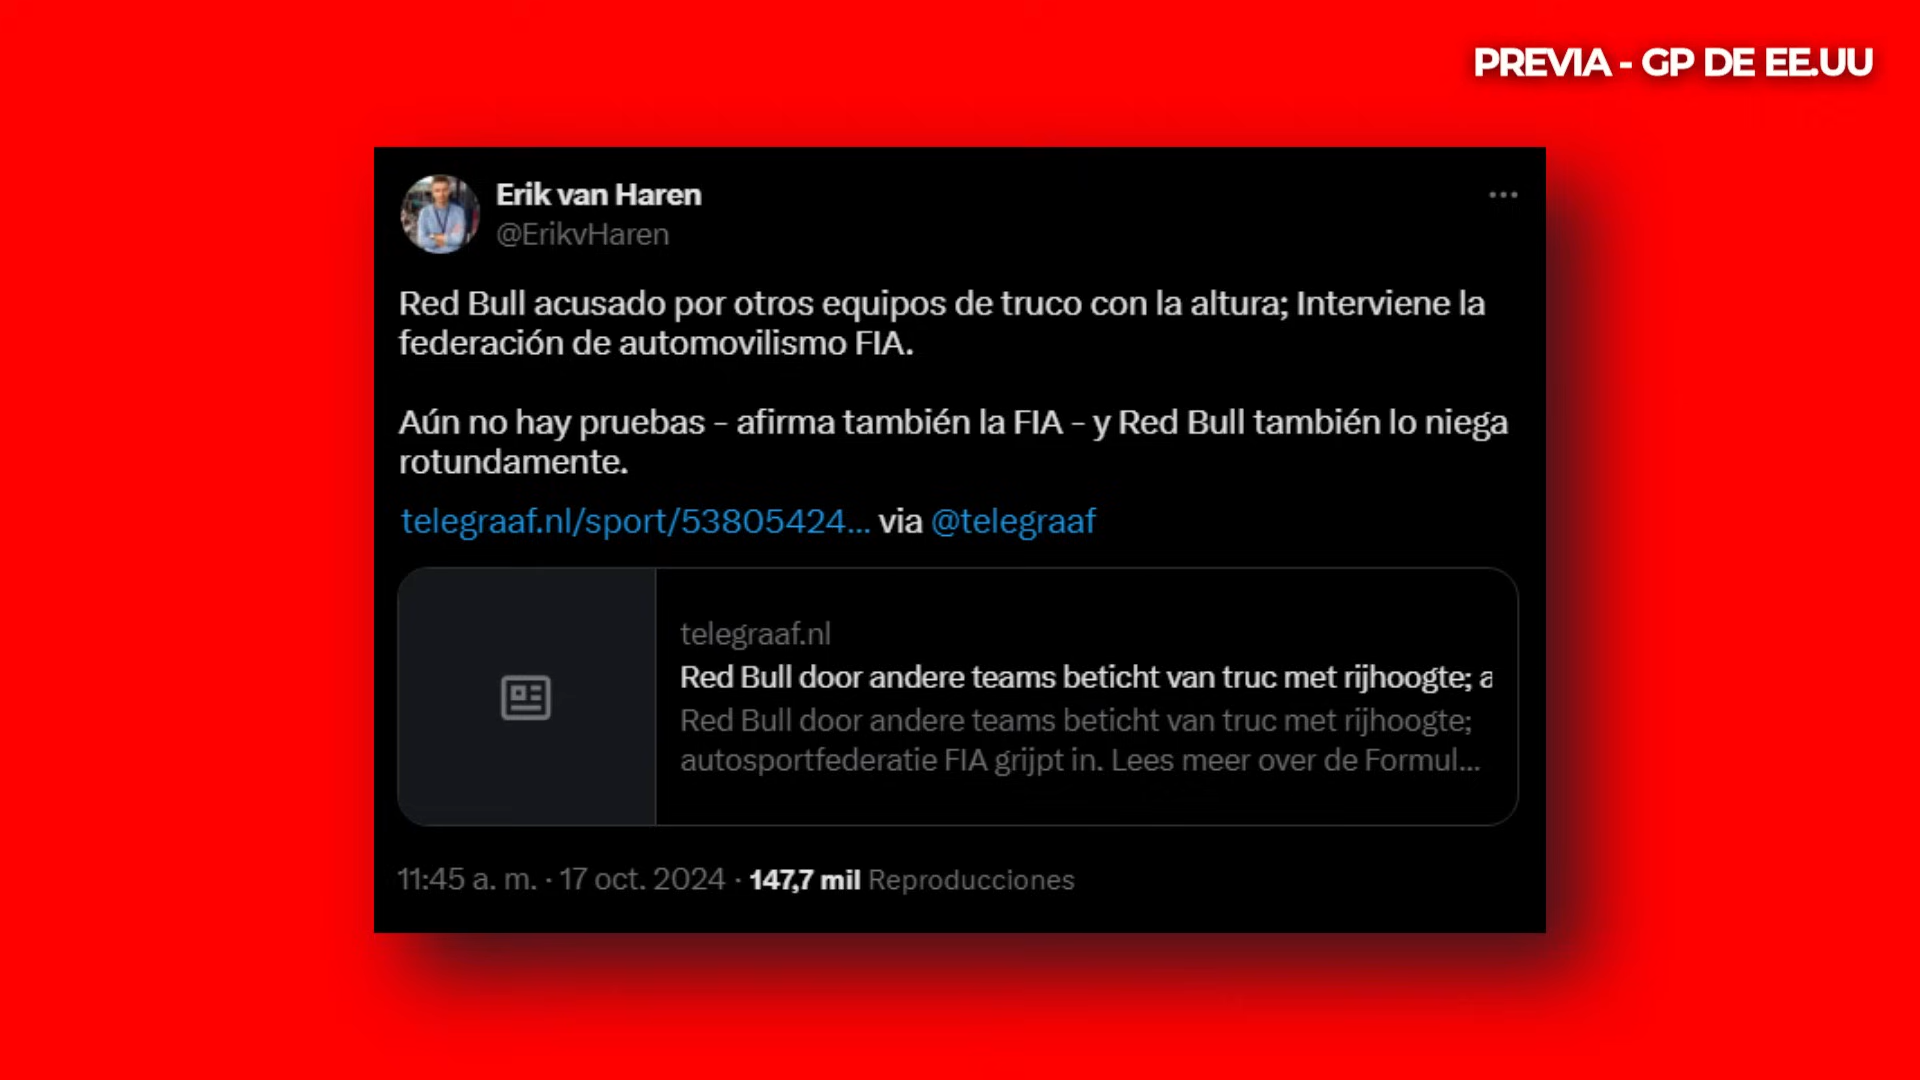 PREVIA - GP DE EE.UU
Erik van Haren
@ErikvHaren
Red Bull acusado por otros equipos de truco con la altura; Interviene la
federación de automovilismo FIA.
Aún no hay pruebas - afirma también la FIA - y Red Bull también lo niega
rotundamente.
telegraaf.nl/sport/53805424... via @telegraaf
telegraaf.nl
Red Bull door andere teams beticht van truc met rijhoogte; a
Red Bull door andere teams beticht van truc met rijhoogte;
autosportfederatie FIA grijpt in. Lees meer over de Formul...
11:45 a. m. · 17 oct. 2024 · 147,7 mil Reproducciones